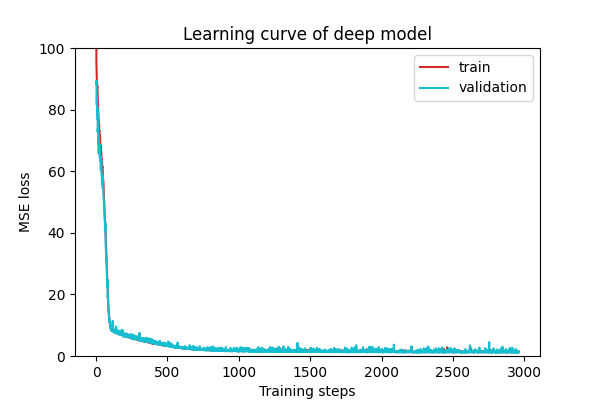 Learning curve of deep model
train
validation
100
80
60
40
20
0
MSE loss
0 500 1000 1500 2000 2500 3000
Training steps